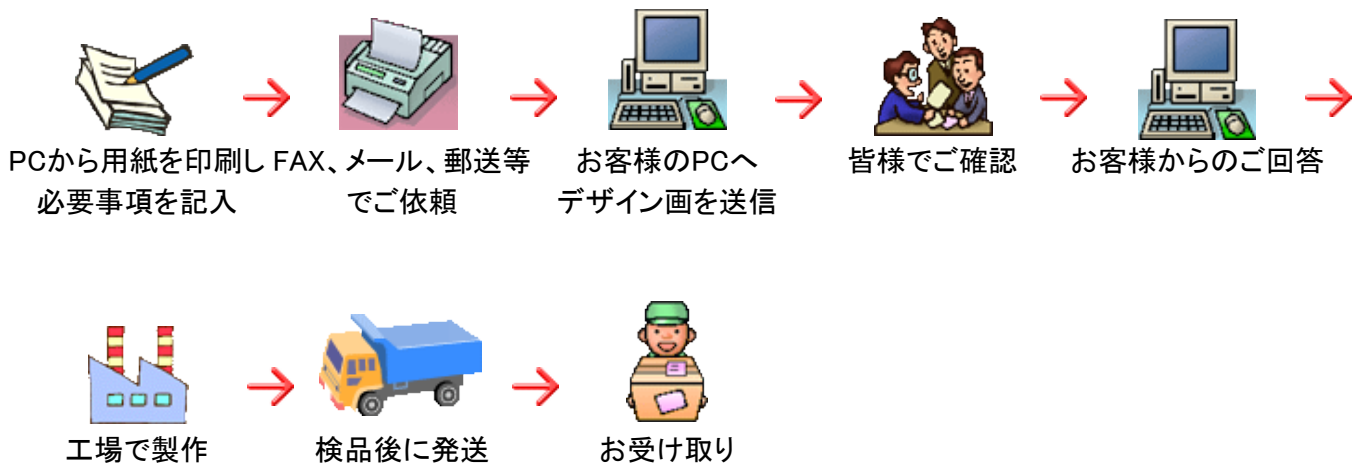 PCから用紙を印刷し
必要事項を記入
FAX、メール、郵送等
でご依頼
お客様のPCへ
デザイン画を送信
皆様でご確認
お客様からのご回答
工場で製作
検品後に発送
お受け取り